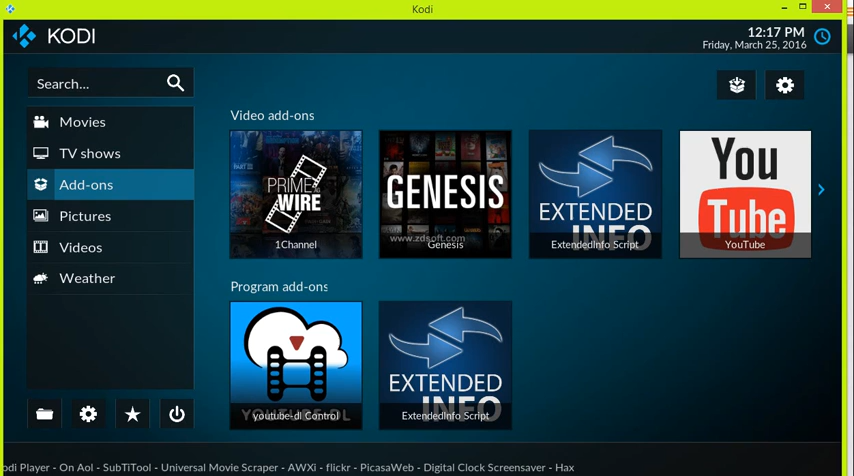 Kodi
KODI
12:17 PM
Friday, March 25, 2016
Search...
Movies
TV shows
Add-ons
Pictures
Videos
Weather
Video add-ons
PRIME
WIRE
1Channel
GENESIS
www.zdsoft.com
Genesis
EXTENDED
INFO
ExtendedInfo Script
You
Tube
YouTube
Program add-ons
YOUTUBE-DL
youtube-dl Control
EXTENDED
INFO
ExtendedInfo Script
odi Player - On Aol - SubTiTool - Universal Movie Scraper - AWXi - flickr - PicasaWeb - Digital Clock Screensaver - Hax